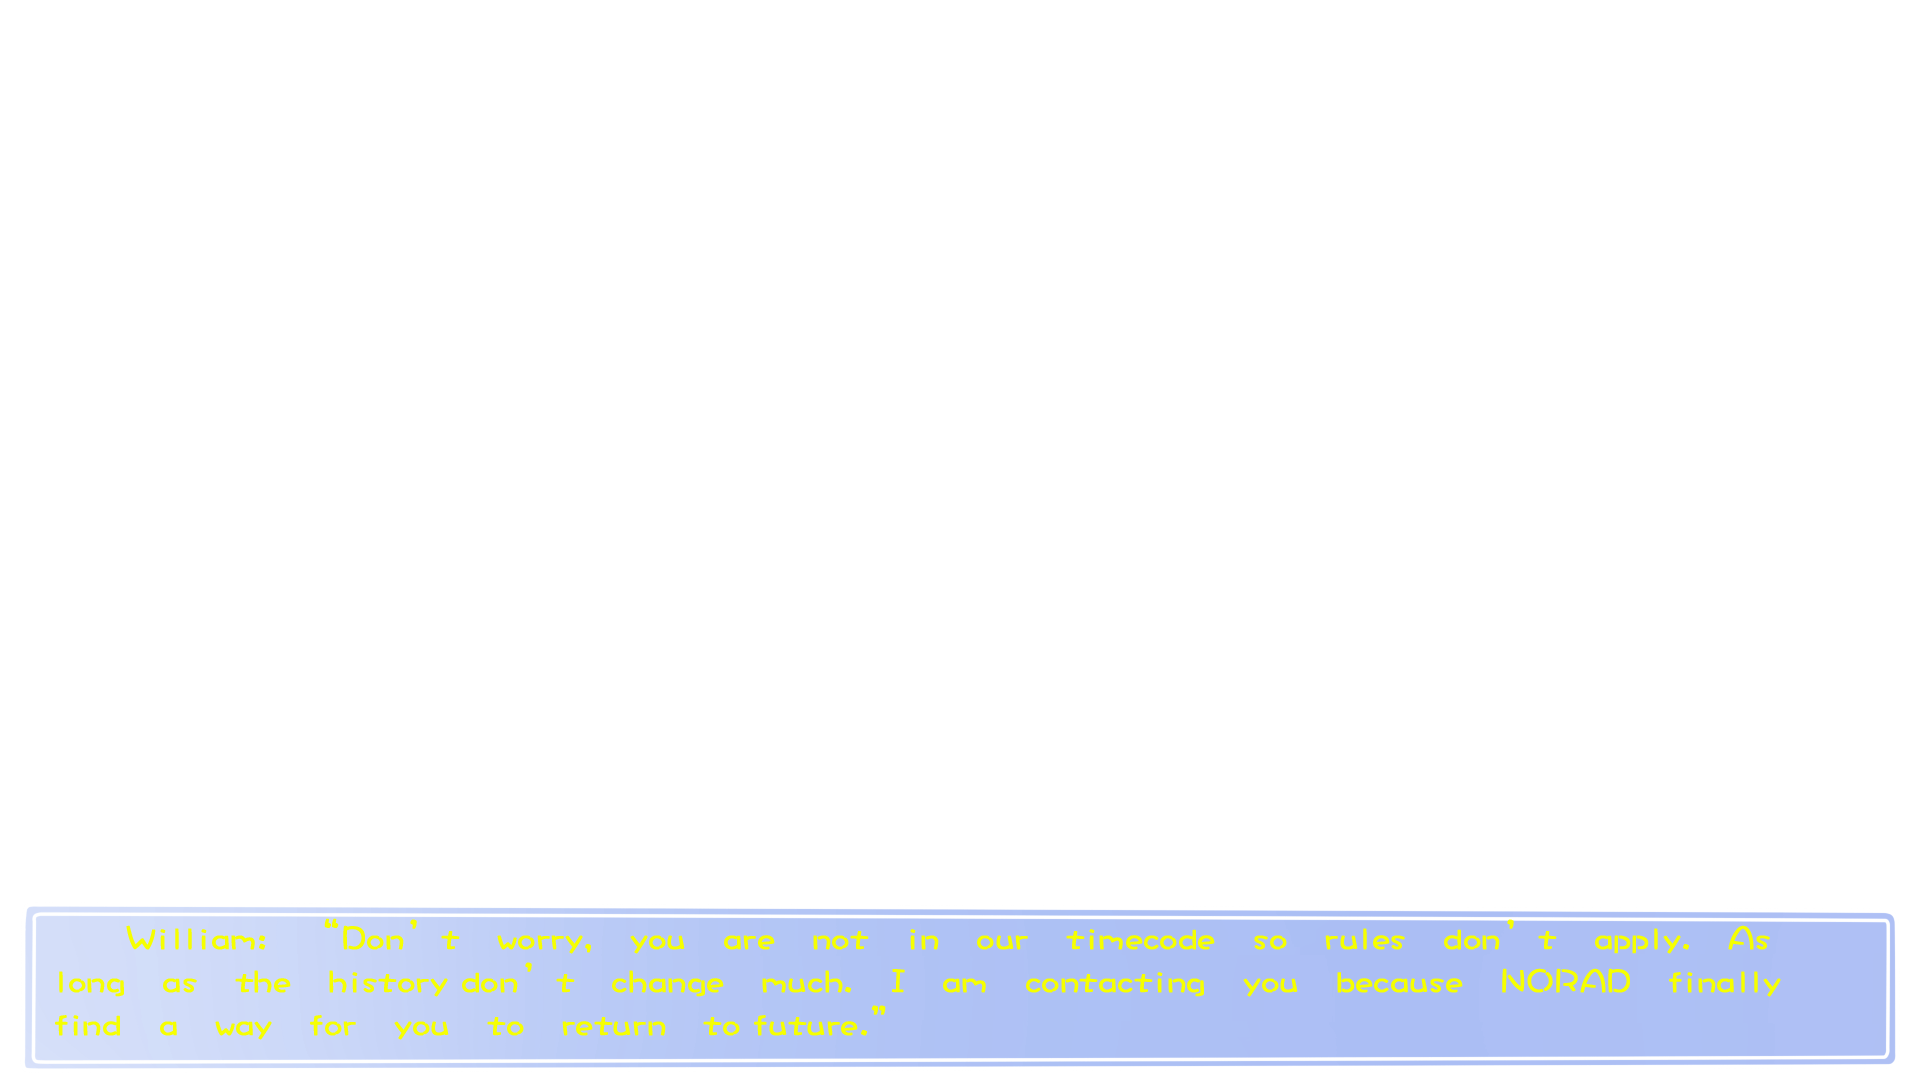 William: “Don’t worry, you are not in our timecode so rules don’t apply. As
long as the history don’t change much. I am contacting you because NORAD finally
find a way for you to return to future.”